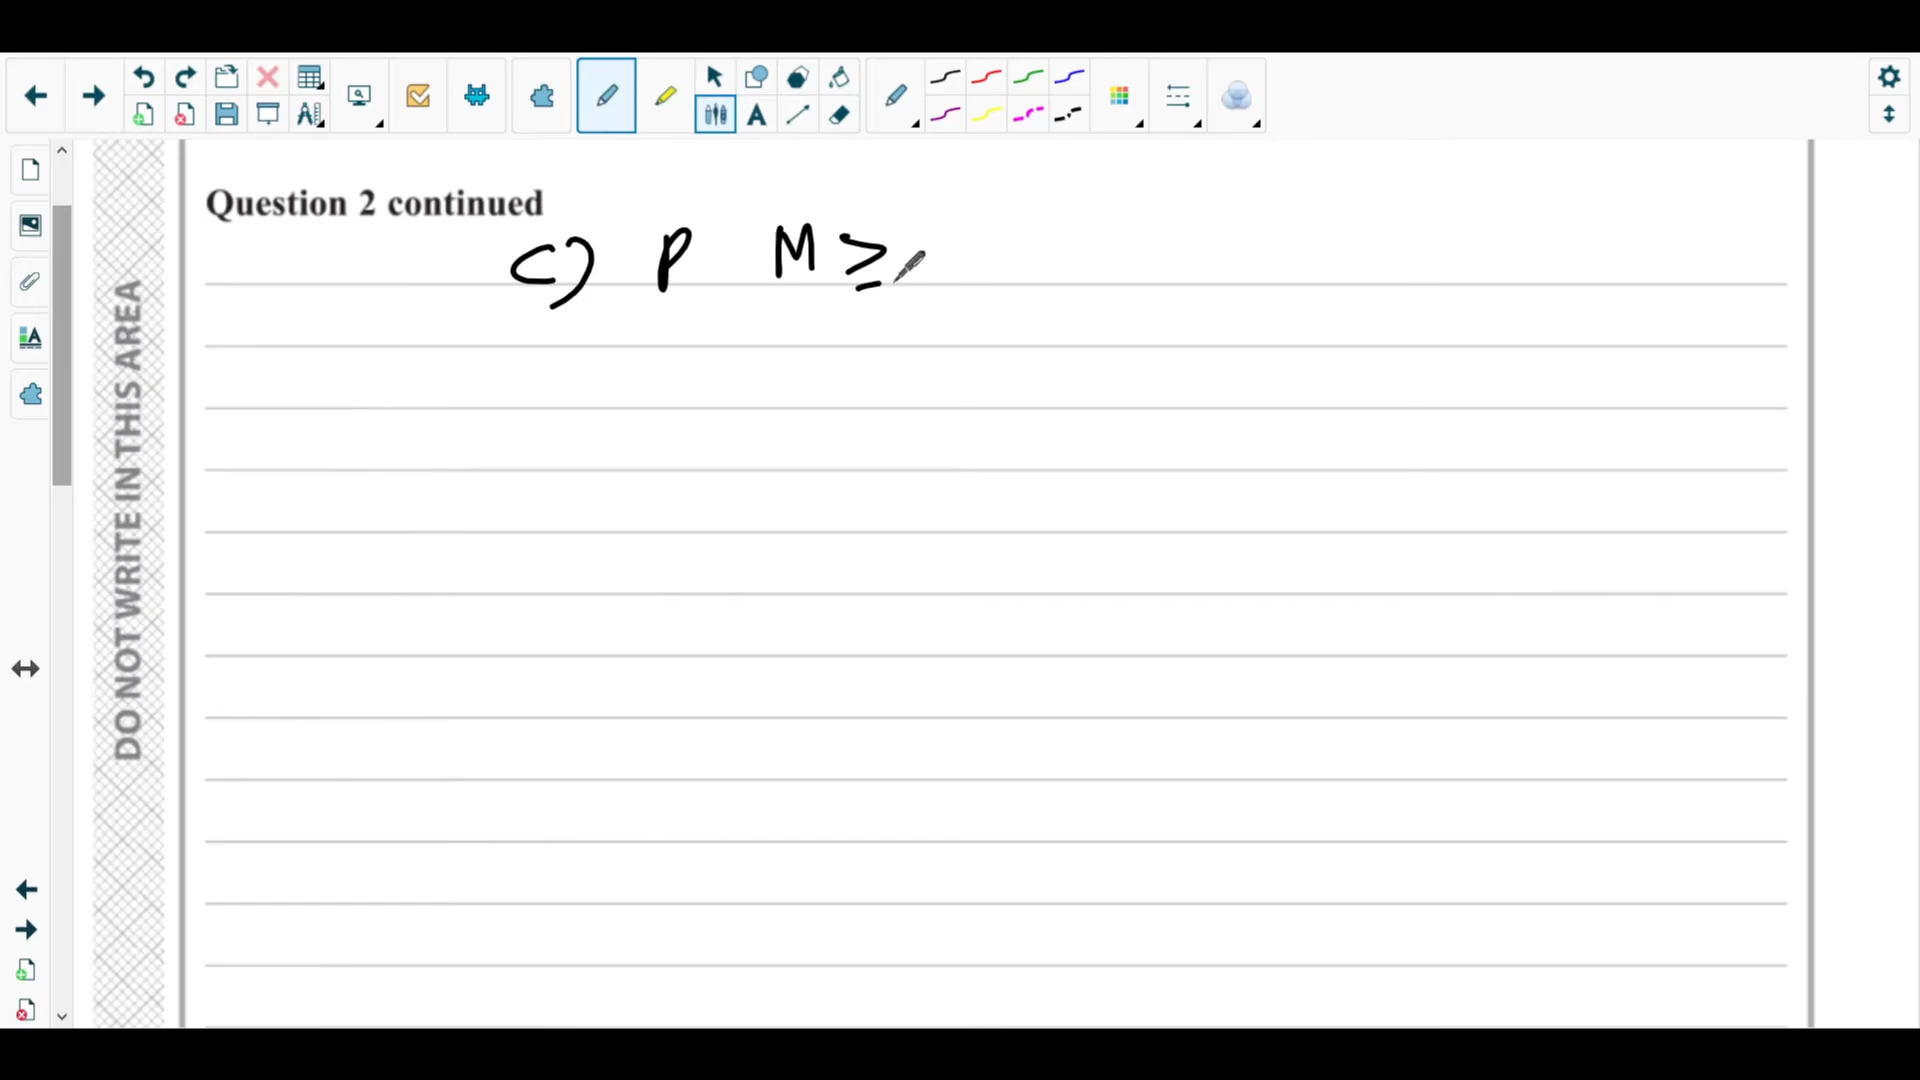 Question 2 continued
c) P M ≥
DO NOT WRITE IN THIS AREA